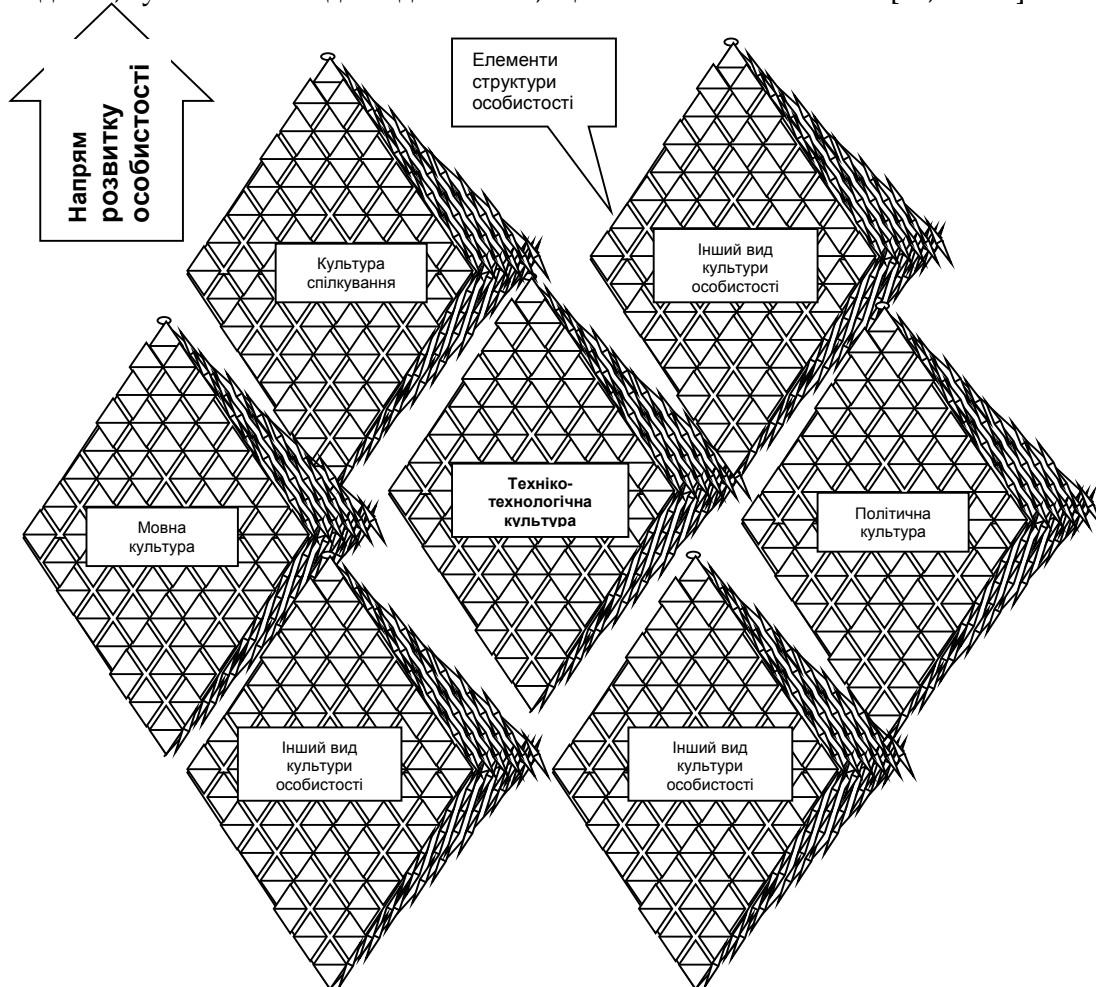 Напрям
розвитку
особистості
Елементи
структури
особистості
Культура
спілкування
Інший вид
культури
особистості
Техніко-
технологічна
культура
Мовна
культура
Політична
культура
Інший вид
культури
особистості
Інший вид
культури
особистості